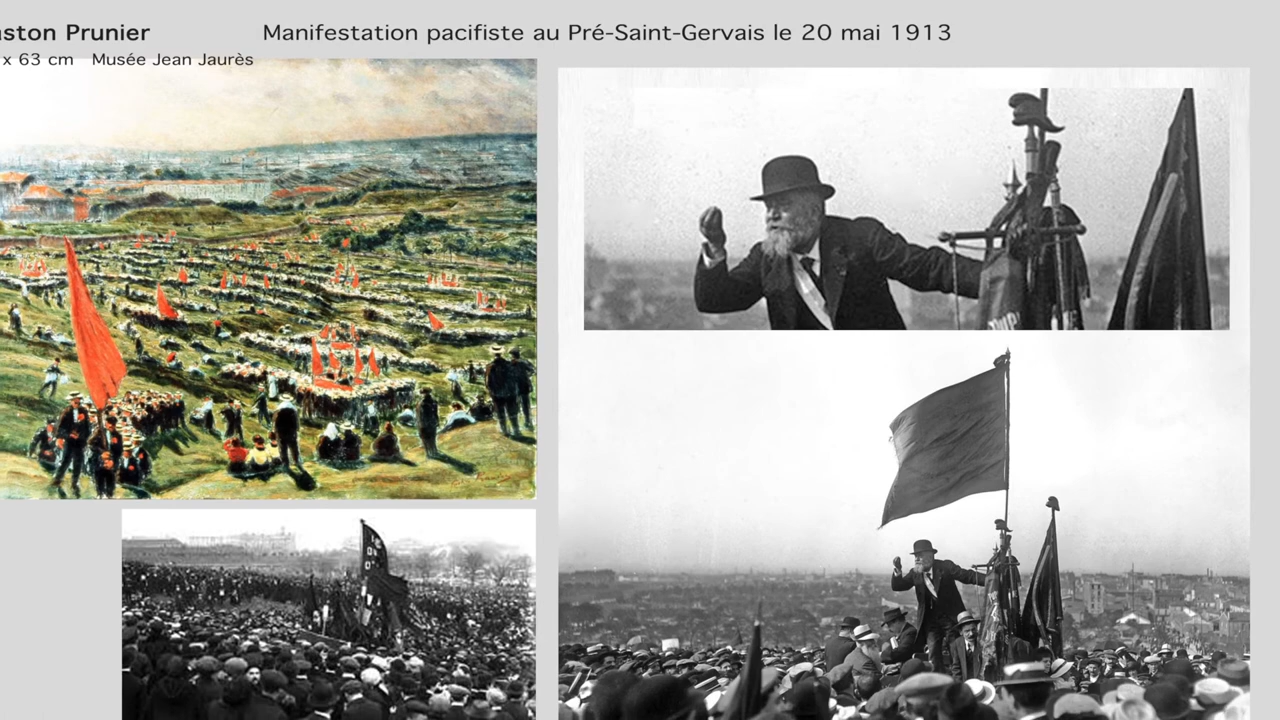 aston Prunier Manifestation pacifiste au Pré-Saint-Gervais le 20 mai 1913
x 63 cm Musée Jean Jaurès